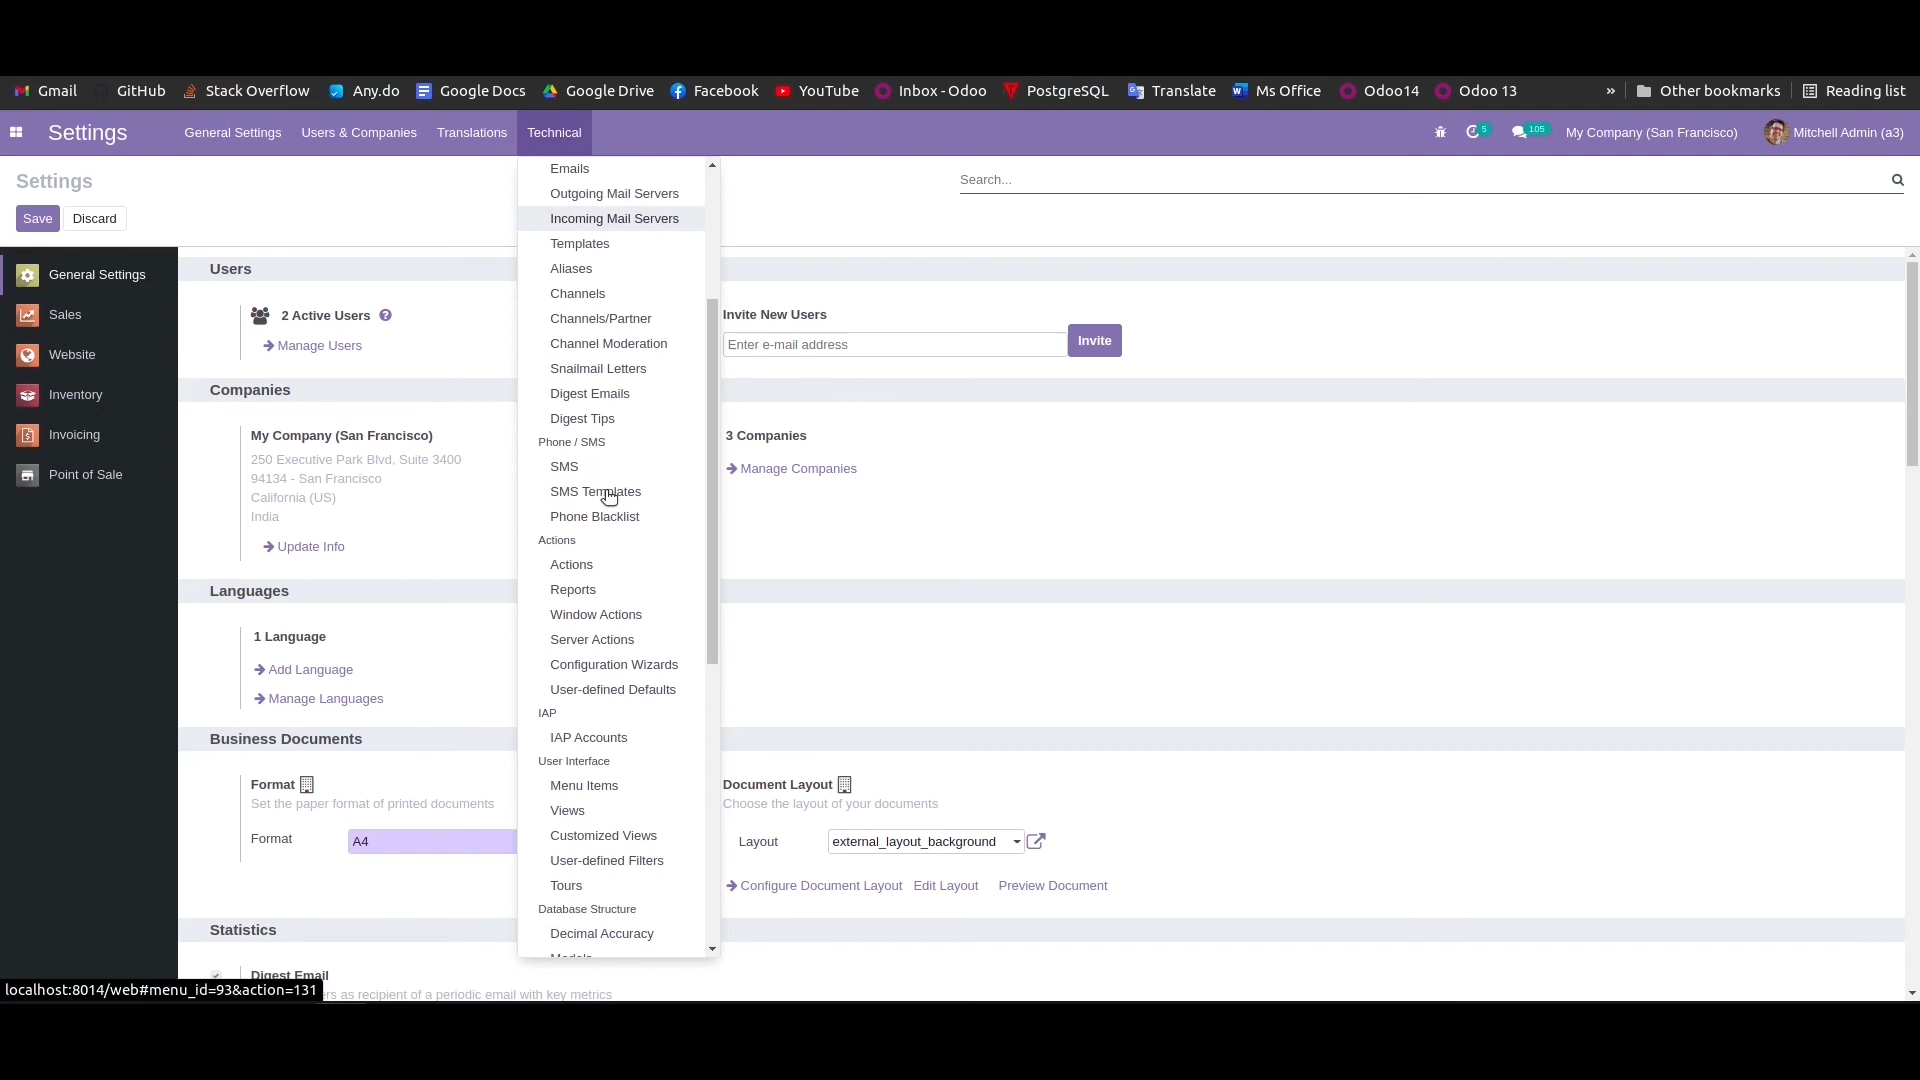 Gmail GitHub Stack Overflow Any.do Google Docs Google Drive Facebook YouTube Inbox - Odoo PostgreSQL Translate Ms Office Odoo14 Odoo 13 » Other bookmarks Reading list
Settings General Settings Users & Companies Translations Technical 5 105 My Company (San Francisco) Mitchell Admin (a3)
Settings
Search...
Save Discard
General Settings
Sales
Website
Inventory
Invoicing
Point of Sale
Emails
Outgoing Mail Servers
Incoming Mail Servers
Templates
Aliases
Channels
Channels/Partner
Channel Moderation
Snailmail Letters
Digest Emails
Digest Tips
Phone / SMS
SMS
SMS Templates
Phone Blacklist
Actions
Actions
Reports
Window Actions
Server Actions
Configuration Wizards
User-defined Defaults
IAP
IAP Accounts
User Interface
Menu Items
Views
Customized Views
User-defined Filters
Tours
Database Structure
Decimal Accuracy
Models
Users
2 Active Users ?
Manage Users
Invite New Users
Enter e-mail address Invite
Companies
My Company (San Francisco)
250 Executive Park Blvd, Suite 3400
94134 - San Francisco
California (US)
India
Update Info
3 Companies
Manage Companies
Languages
1 Language
Add Language
Manage Languages
Business Documents
Format
Set the paper format of printed documents
Format A4
Document Layout
Choose the layout of your documents
Layout external_layout_background
Configure Document Layout Edit Layout Preview Document
Statistics
Digest Email
as recipient of a periodic email with key metrics
localhost:8014/web#menu_id=93&action=131